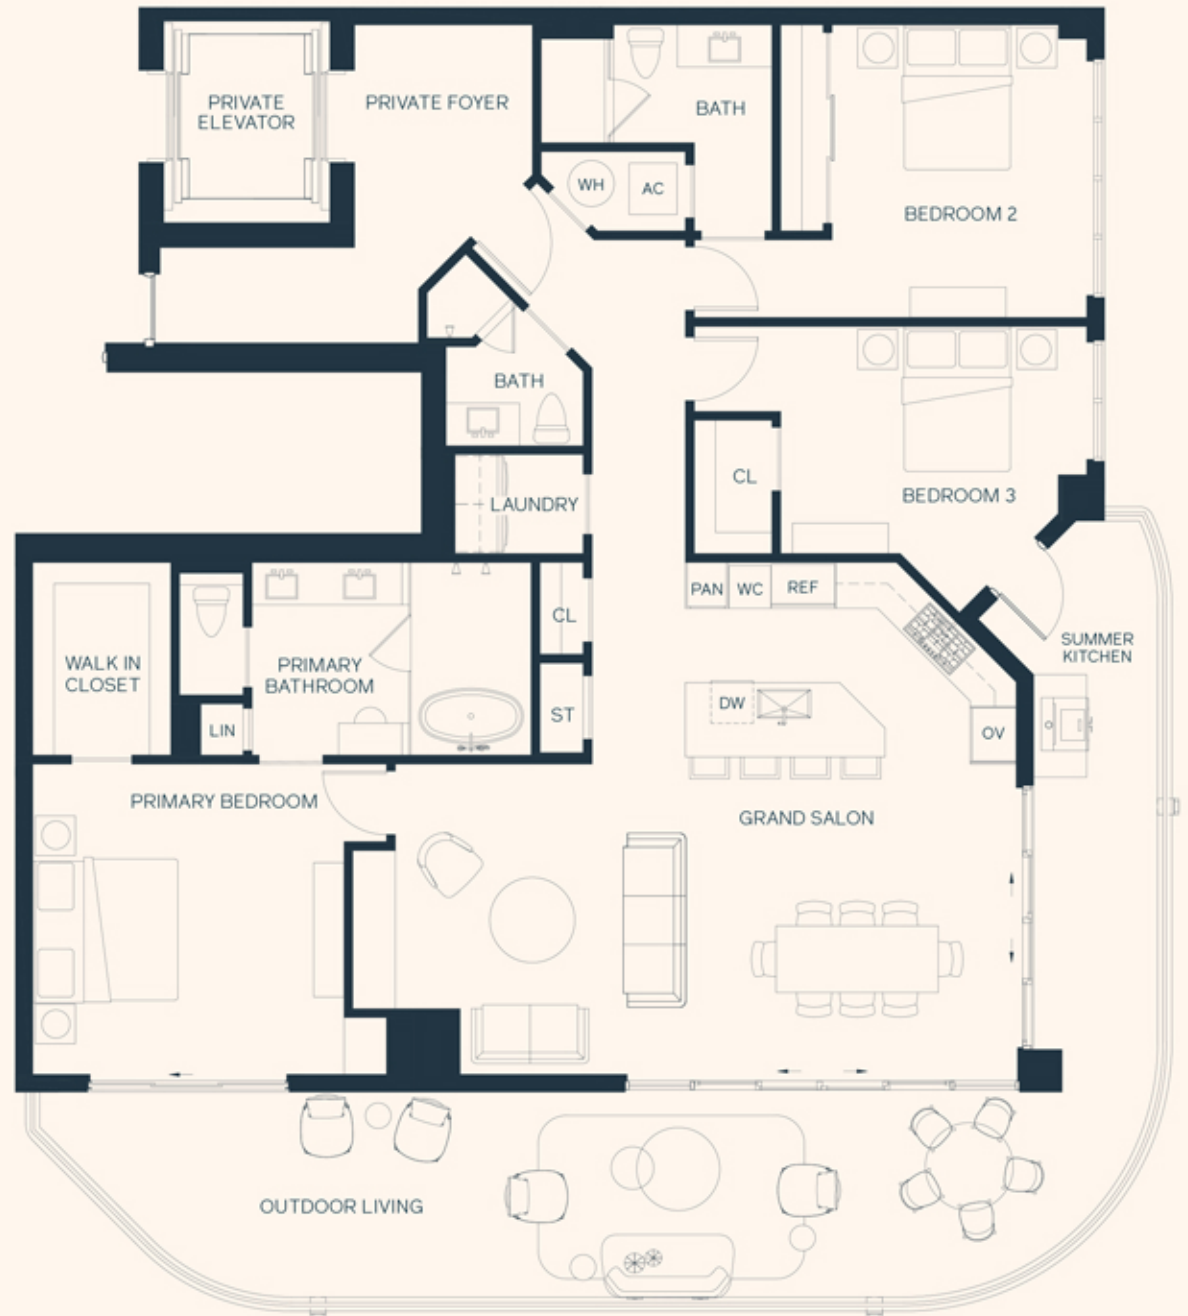 PRIVATE
ELEVATOR
PRIVATE FOYER
BATH
WH
AC
BEDROOM 2
BATH
LAUNDRY
CL
BEDROOM 3
PAN
WC
REF
WALK IN
CLOSET
PRIMARY
BATHROOM
LIN
CL
ST
DW
OV
SUMMER
KITCHEN
PRIMARY BEDROOM
GRAND SALON
OUTDOOR LIVING